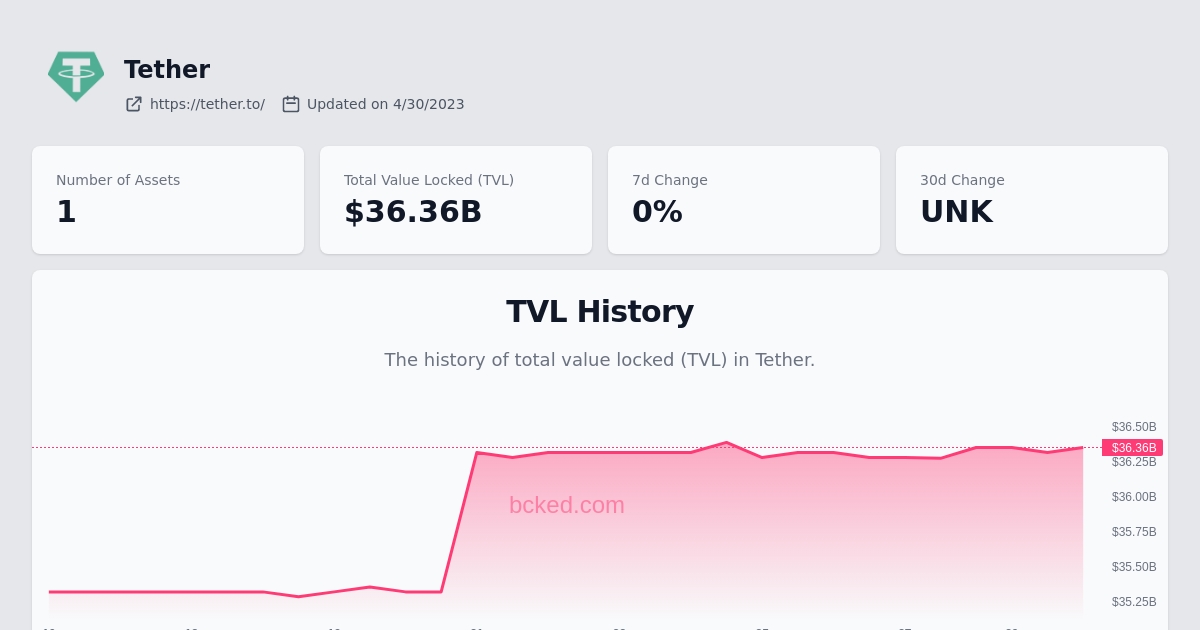 Tether
https://tether.to/ Updated on 4/30/2023
Number of Assets
1
Total Value Locked (TVL)
$36.36B
7d Change
0%
30d Change
UNK
TVL History
The history of total value locked (TVL) in Tether.
$36.50B
$36.36B
$36.25B
bcked.com
$36.00B
$35.75B
$35.50B
$35.25B